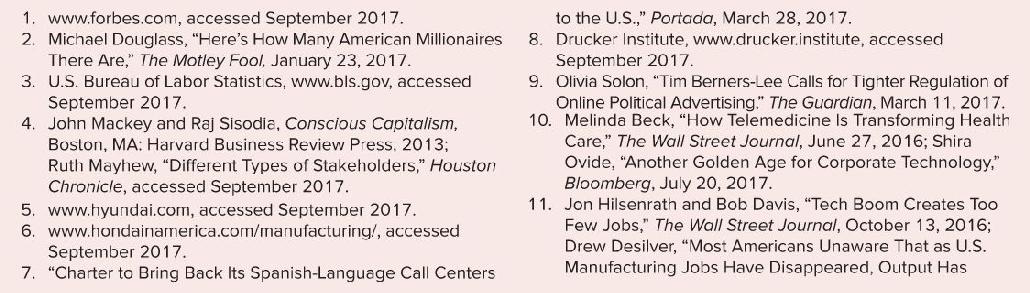 1. www.forbes.com, accessed September 2017.
2. Michael Douglass, “Here’s How Many American Millionaires
There Are,” The Motley Fool, January 23, 2017.
3. U.S. Bureau of Labor Statistics, www.bls.gov, accessed
September 2017.
4. John Mackey and Raj Sisodia, Conscious Capitalism,
Boston, MA: Harvard Business Review Press, 2013;
Ruth Mayhew, “Different Types of Stakeholders,” Houston
Chronicle, accessed September 2017.
5. www.hyundai.com, accessed September 2017.
6. www.hondainamerica.com/manufacturing/, accessed
September 2017.
7. “Charter to Bring Back Its Spanish-Language Call Centers
to the U.S.,” Portada, March 28, 2017.
8. Drucker Institute, www.drucker.institute, accessed
September 2017.
9. Olivia Solon, “Tim Berners-Lee Calls for Tighter Regulation of
Online Political Advertising.” The Guardian, March 11, 2017.
10. Melinda Beck, “How Telemedicine Is Transforming Health
Care,” The Wall Street Journal, June 27, 2016; Shira
Ovide, “Another Golden Age for Corporate Technology,”
Bloomberg, July 20, 2017.
11. Jon Hilsenrath and Bob Davis, “Tech Boom Creates Too
Few Jobs,” The Wall Street Journal, October 13, 2016;
Drew Desilver, “Most Americans Unaware That as U.S.
Manufacturing Jobs Have Disappeared, Output Has